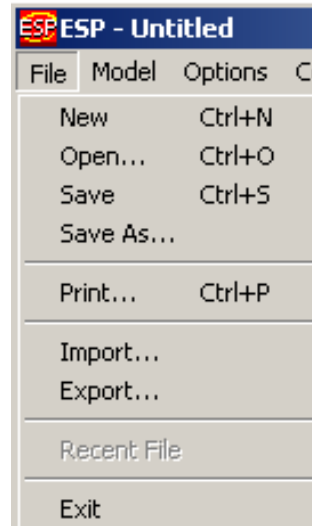 ESP ESP - Untitled
File Model Options C
New Ctrl+N
Open... Ctrl+O
Save Ctrl+S
Save As...
Print... Ctrl+P
Import...
Export...
Recent File
Exit